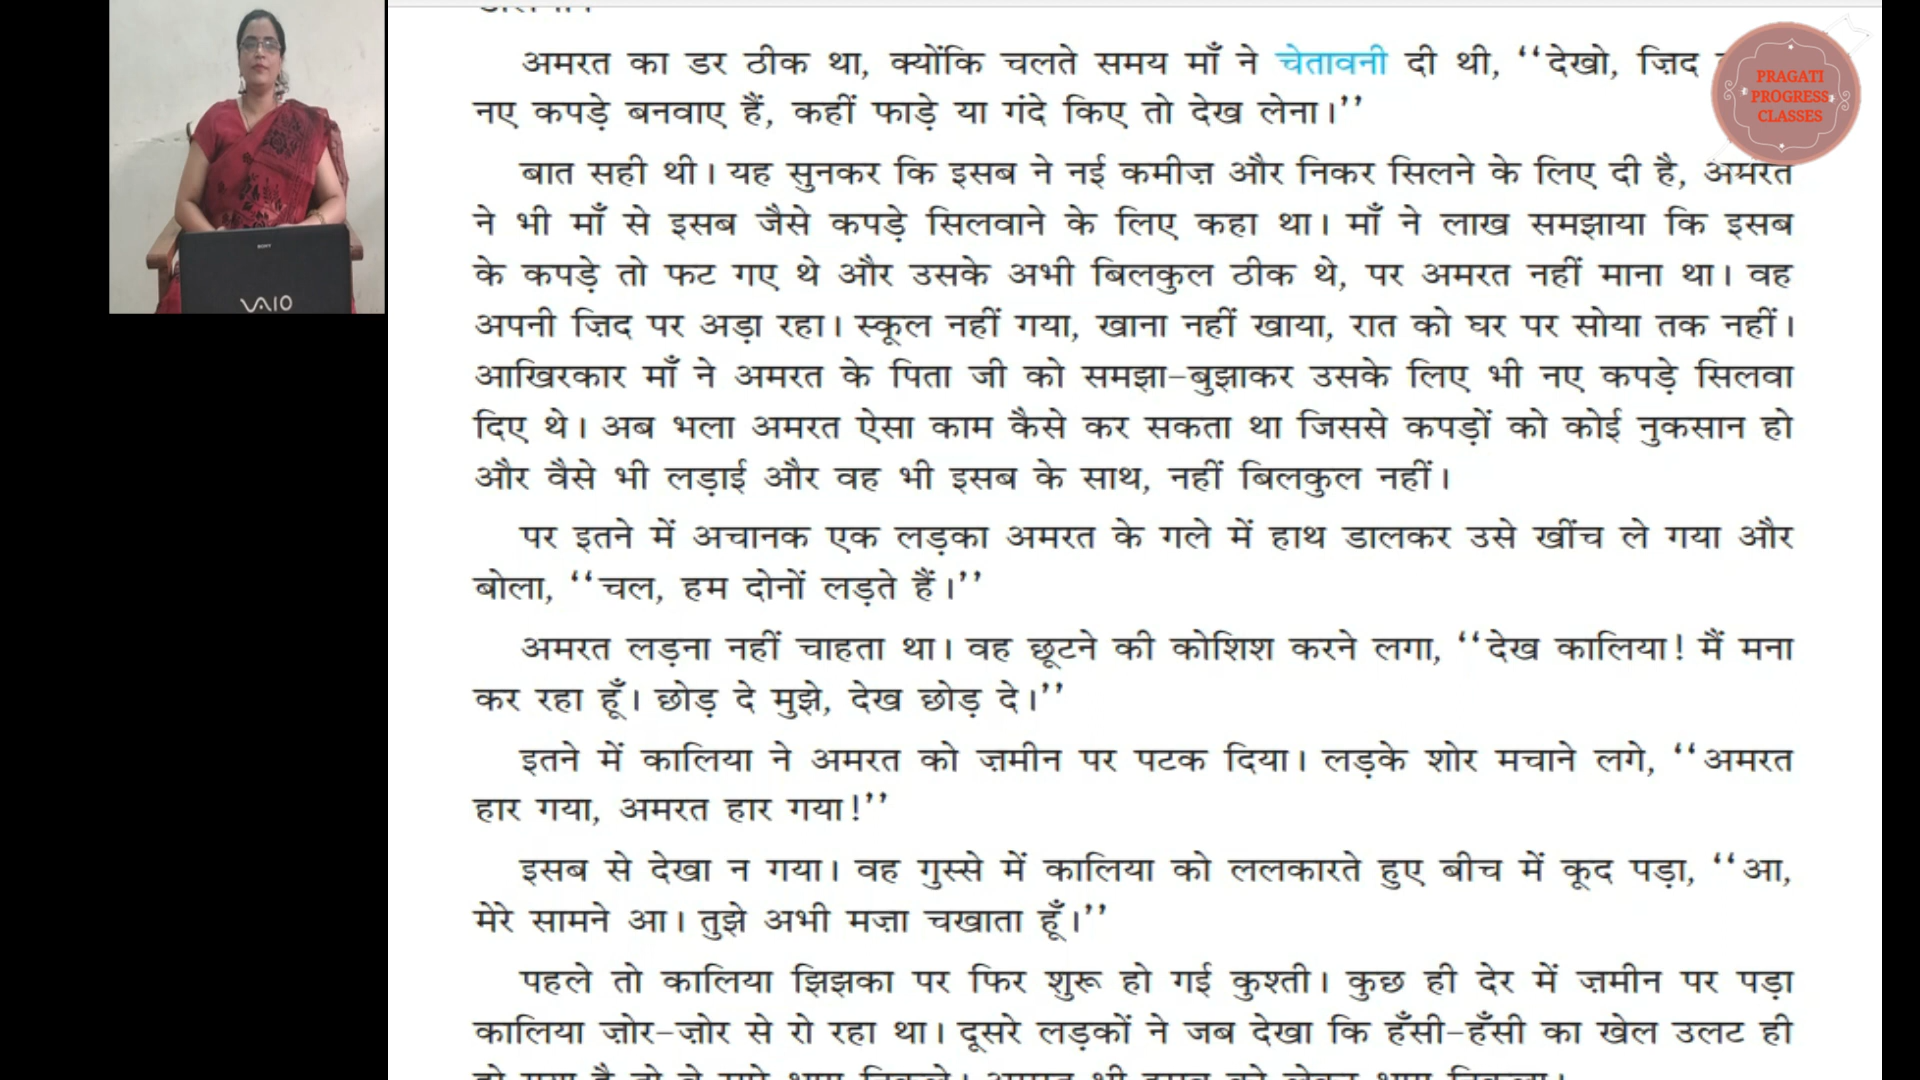 अमरत का डर ठीक था, क्योंकि चलते समय माँ ने चेतावनी दी थी, ‘‘देखो, ज़िद
नए कपड़े बनवाए हैं, कहीं फाड़े या गंदे किए तो देख लेना।’’
बात सही थी। यह सुनकर कि इसब ने नई कमीज़ और निकर सिलने के लिए दी है, अमरत
ने भी माँ से इसब जैसे कपड़े सिलवाने के लिए कहा था। माँ ने लाख समझाया कि इसब
के कपड़े तो फट गए थे और उसके अभी बिलकुल ठीक थे, पर अमरत नहीं माना था। वह
अपनी ज़िद पर अड़ा रहा। स्कूल नहीं गया, खाना नहीं खाया, रात को घर पर सोया तक नहीं।
आखिरकार माँ ने अमरत के पिता जी को समझा-बुझाकर उसके लिए भी नए कपड़े सिलवा
दिए थे। अब भला अमरत ऐसा काम कैसे कर सकता था जिससे कपड़ों को कोई नुकसान हो
और वैसे भी लड़ाई और वह भी इसब के साथ, नहीं बिलकुल नहीं।
पर इतने में अचानक एक लड़का अमरत के गले में हाथ डालकर उसे खींच ले गया और
बोला, ‘‘चल, हम दोनों लड़ते हैं।’’
अमरत लड़ना नहीं चाहता था। वह छूटने की कोशिश करने लगा, ‘‘देख कालिया! मैं मना
कर रहा हूँ। छोड़ दे मुझे, देख छोड़ दे।’’
इतने में कालिया ने अमरत को ज़मीन पर पटक दिया। लड़के शोर मचाने लगे, ‘‘अमरत
हार गया, अमरत हार गया!’’
इसब से देखा न गया। वह गुस्से में कालिया को ललकारते हुए बीच में कूद पड़ा, ‘‘आ,
मेरे सामने आ। तुझे अभी मज़ा चखाता हूँ।’’
पहले तो कालिया झिझका पर फिर शुरू हो गई कुश्ती। कुछ ही देर में ज़मीन पर पड़ा
कालिया ज़ोर-ज़ोर से रो रहा था। दूसरे लड़कों ने जब देखा कि हँसी-हँसी का खेल उलट ही
PRAGATI
PROGRESS
CLASSES
SONY
VAIO